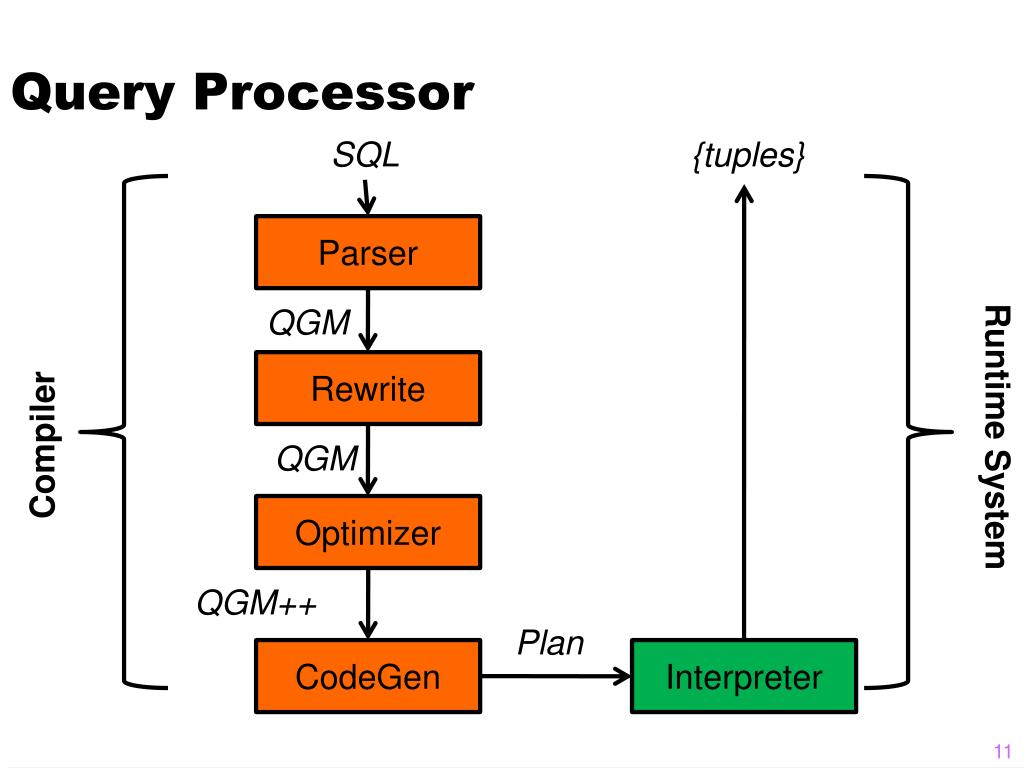 Query Processor
SQL
{tuples}
Parser
QGM
Rewrite
QGM
Optimizer
QGM++
CodeGen
Plan
Interpreter
Compiler
Runtime System
11